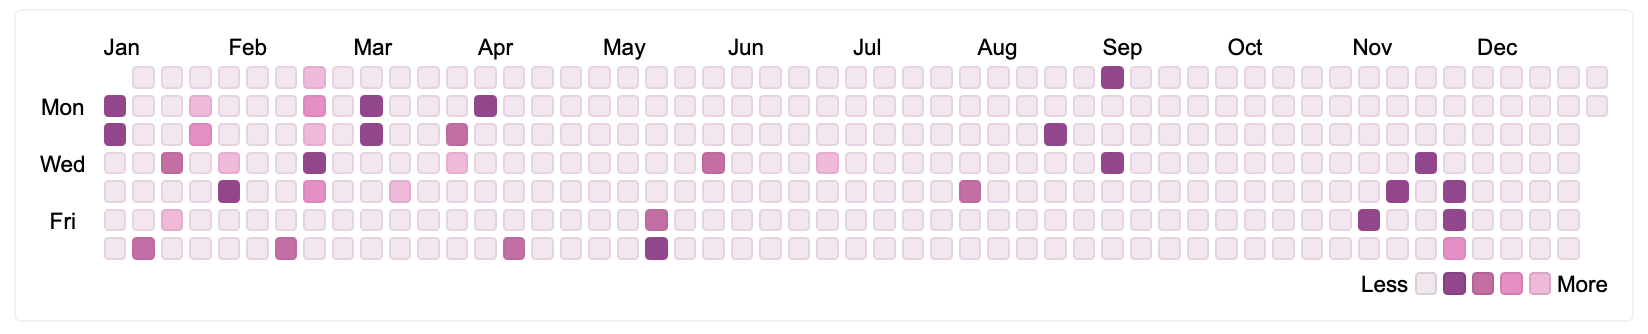 Jan Feb Mar Apr May Jun Jul Aug Sep Oct Nov Dec
Mon
Wed
Fri
Less More